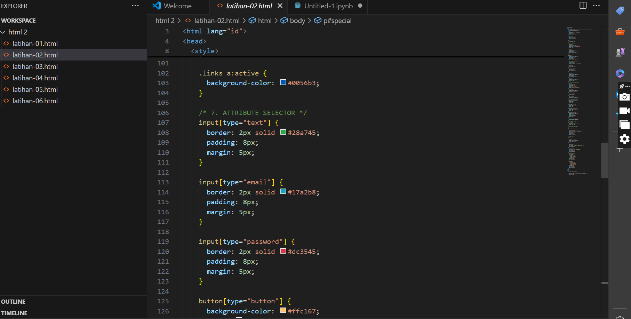 EXPLORER
Welcome
latihan-02.html
Untitled-1.ipynb
WORKSPACE
html 2
latihan-01.html
latihan-02.html
latihan-03.html
latihan-04.html
latihan-05.html
latihan-06.html
OUTLINE
TIMELINE
html 2 > latihan-02.html > html > body > p#special
3 <html lang="id">
4 <head>
8 <style>
101
102 .links a:active {
103 background-color: #0056b3;
104 }
105
106 /* 7. ATTRIBUTE SELECTOR */
107 input[type="text"] {
108 border: 2px solid #28a745;
109 padding: 8px;
110 margin: 5px;
111 }
112
113 input[type="email"] {
114 border: 2px solid #17a2b8;
115 padding: 8px;
116 margin: 5px;
117 }
118
119 input[type="password"] {
120 border: 2px solid #dc3545;
121 padding: 8px;
122 margin: 5px;
123 }
124
125 button[type="button"] {
126 background-color: #ffc107;